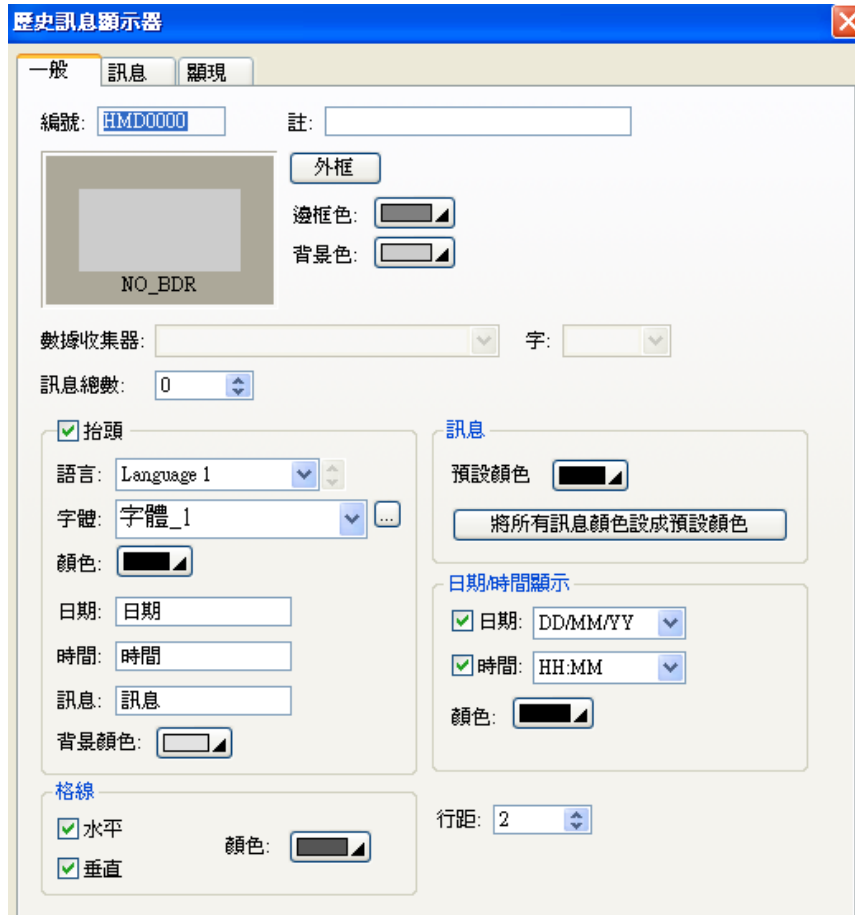 歷史訊息顯示器
一般 訊息 顯現
編號: HMD0000 註:
外框
邊框色:
背景色:
NO_BDR
數據收集器: 字:
訊息總數: 0
抬頭
語言: Language 1
字體: 字體_1 ...
顏色:
日期: 日期
時間: 時間
訊息: 訊息
背景顏色:
訊息
預設顏色
將所有訊息顏色設成預設顏色
日期/時間顯示
日期: DD/MM/YY
時間: HH:MM
顏色:
格線
水平
垂直
顏色:
行距: 2